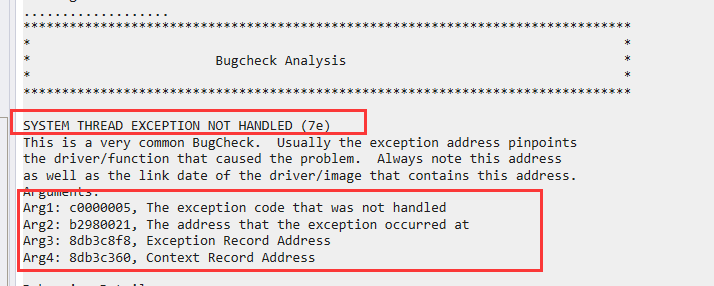 ...................
*******************************************************************************
*                                                                             *
*                        Bugcheck Analysis                                    *
*                                                                             *
*******************************************************************************
SYSTEM THREAD EXCEPTION NOT HANDLED (7e)
This is a very common BugCheck.  Usually the exception address pinpoints
the driver/function that caused the problem.  Always note this address
as well as the link date of the driver/image that contains this address.
Arguments:
Arg1: c0000005, The exception code that was not handled
Arg2: b2980021, The address that the exception occurred at
Arg3: 8db3c8f8, Exception Record Address
Arg4: 8db3c360, Context Record Address